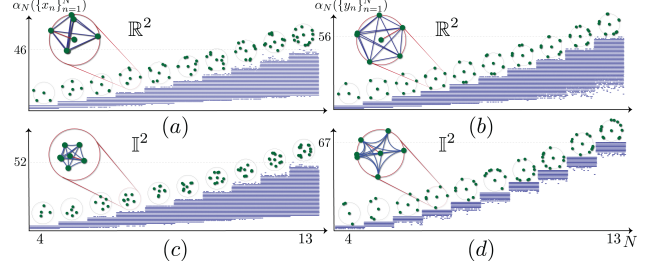 α_N({x_n}_{n=1}^N) ℝ² α_N({y_n}_{n=1}^N) ℝ²
46 56
(a) (b)
𝕀² 𝕀²
52 67
4 13 4 13 N
(c) (d)